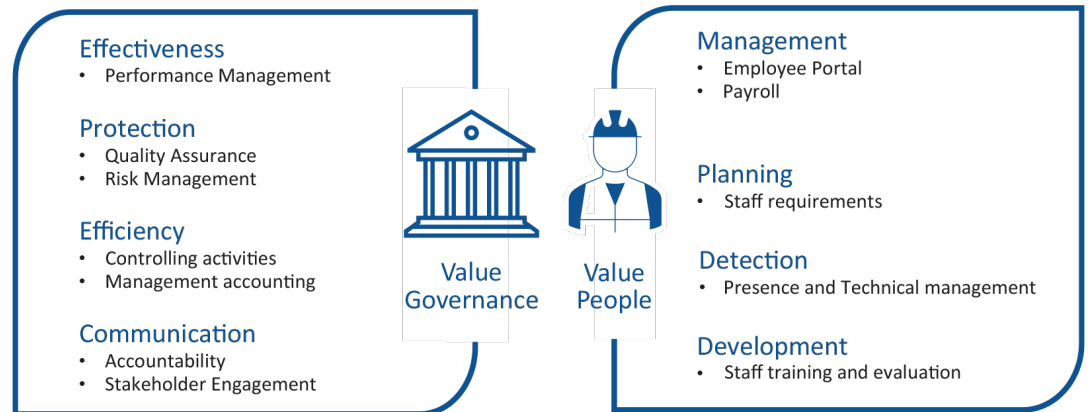 Effectiveness
• Performance Management
Protection
• Quality Assurance
• Risk Management
Efficiency
• Controlling activities
• Management accounting
Communication
• Accountability
• Stakeholder Engagement
Value
Governance
Value
People
Management
• Employee Portal
• Payroll
Planning
• Staff requirements
Detection
• Presence and Technical management
Development
• Staff training and evaluation